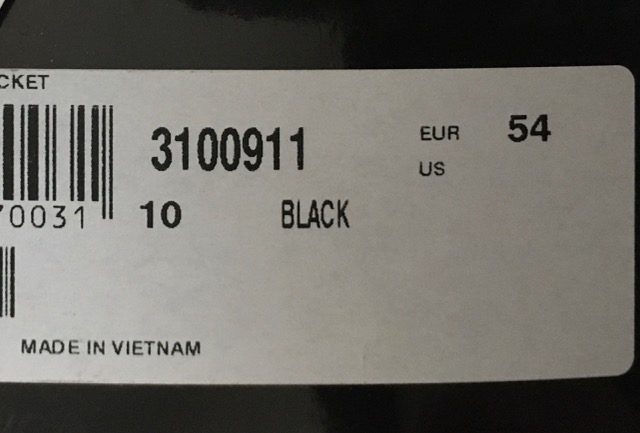 CKET
3100911
EUR 54
US
70031
10 BLACK
MADE IN VIETNAM